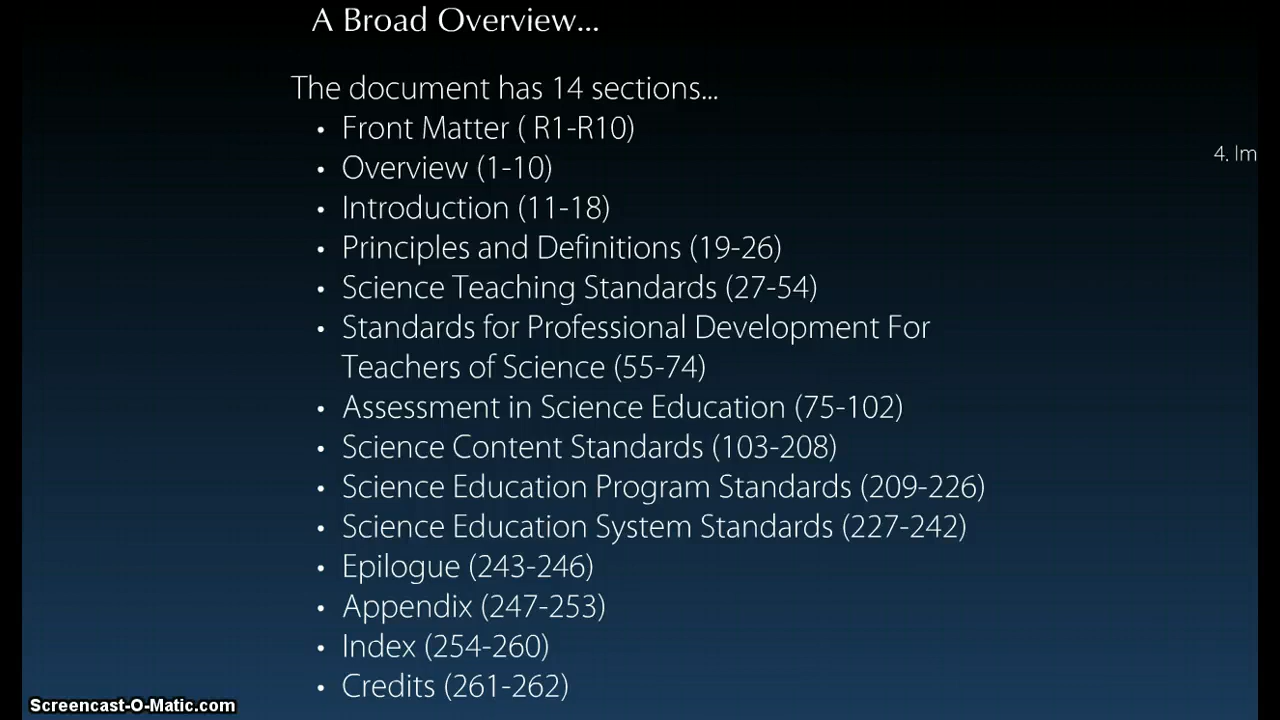 A Broad Overview...
The document has 14 sections...
• Front Matter ( R1-R10)
• Overview (1-10)
4. Im
• Introduction (11-18)
• Principles and Definitions (19-26)
• Science Teaching Standards (27-54)
• Standards for Professional Development For
Teachers of Science (55-74)
• Assessment in Science Education (75-102)
• Science Content Standards (103-208)
• Science Education Program Standards (209-226)
• Science Education System Standards (227-242)
• Epilogue (243-246)
• Appendix (247-253)
• Index (254-260)
• Credits (261-262)
Screencast-O-Matic.com